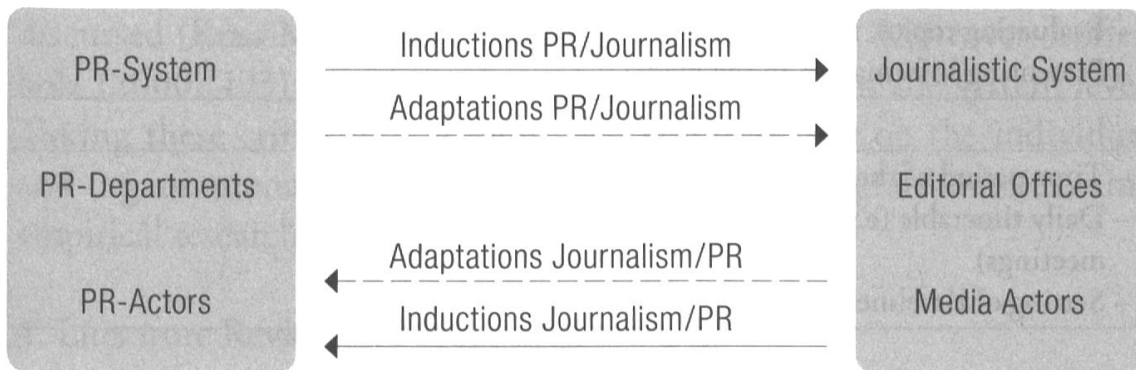 Inductions PR/Journalism
PR-System
Journalistic System
Adaptations PR/Journalism
PR-Departments
Editorial Offices
Adaptations Journalism/PR
PR-Actors
Media Actors
Inductions Journalism/PR